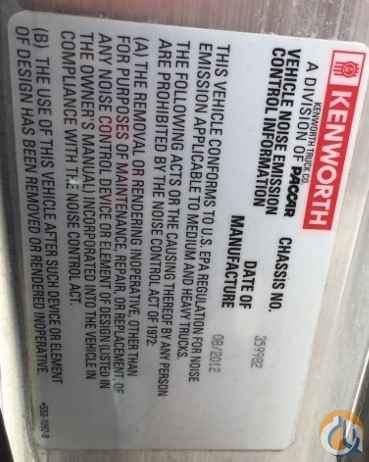 KENWORTH
KENWORTH TRUCK CO.
A DIVISION OF PACCAR
VEHICLE NOISE EMISSION
CONTROL INFORMATION
CHASSIS NO. 359982
DATE OF
MANUFACTURE 08/2012
THIS VEHICLE CONFORMS TO U.S. EPA REGULATION FOR NOISE
EMISSION APPLICABLE TO MEDIUM AND HEAVY TRUCKS.
THE FOLLOWING ACTS OR THE CAUSING THEREOF BY ANY PERSON
ARE PROHIBITED BY THE NOISE CONTROL ACT OF 1972:
(A) THE REMOVAL OR RENDERING INOPERATIVE, OTHER THAN
FOR PURPOSES OF MAINTENANCE, REPAIR, OR REPLACEMENT, OF
ANY NOISE CONTROL DEVICE OR ELEMENT OF DESIGN (LISTED IN
THE OWNER'S MANUAL) INCORPORATED INTO THE VEHICLE IN
COMPLIANCE WITH THE NOISE CONTROL ACT.
(B) THE USE OF THIS VEHICLE AFTER SUCH DEVICE OR ELEMENT
OF DESIGN HAS BEEN REMOVED OR RENDERED INOPERATIVE.